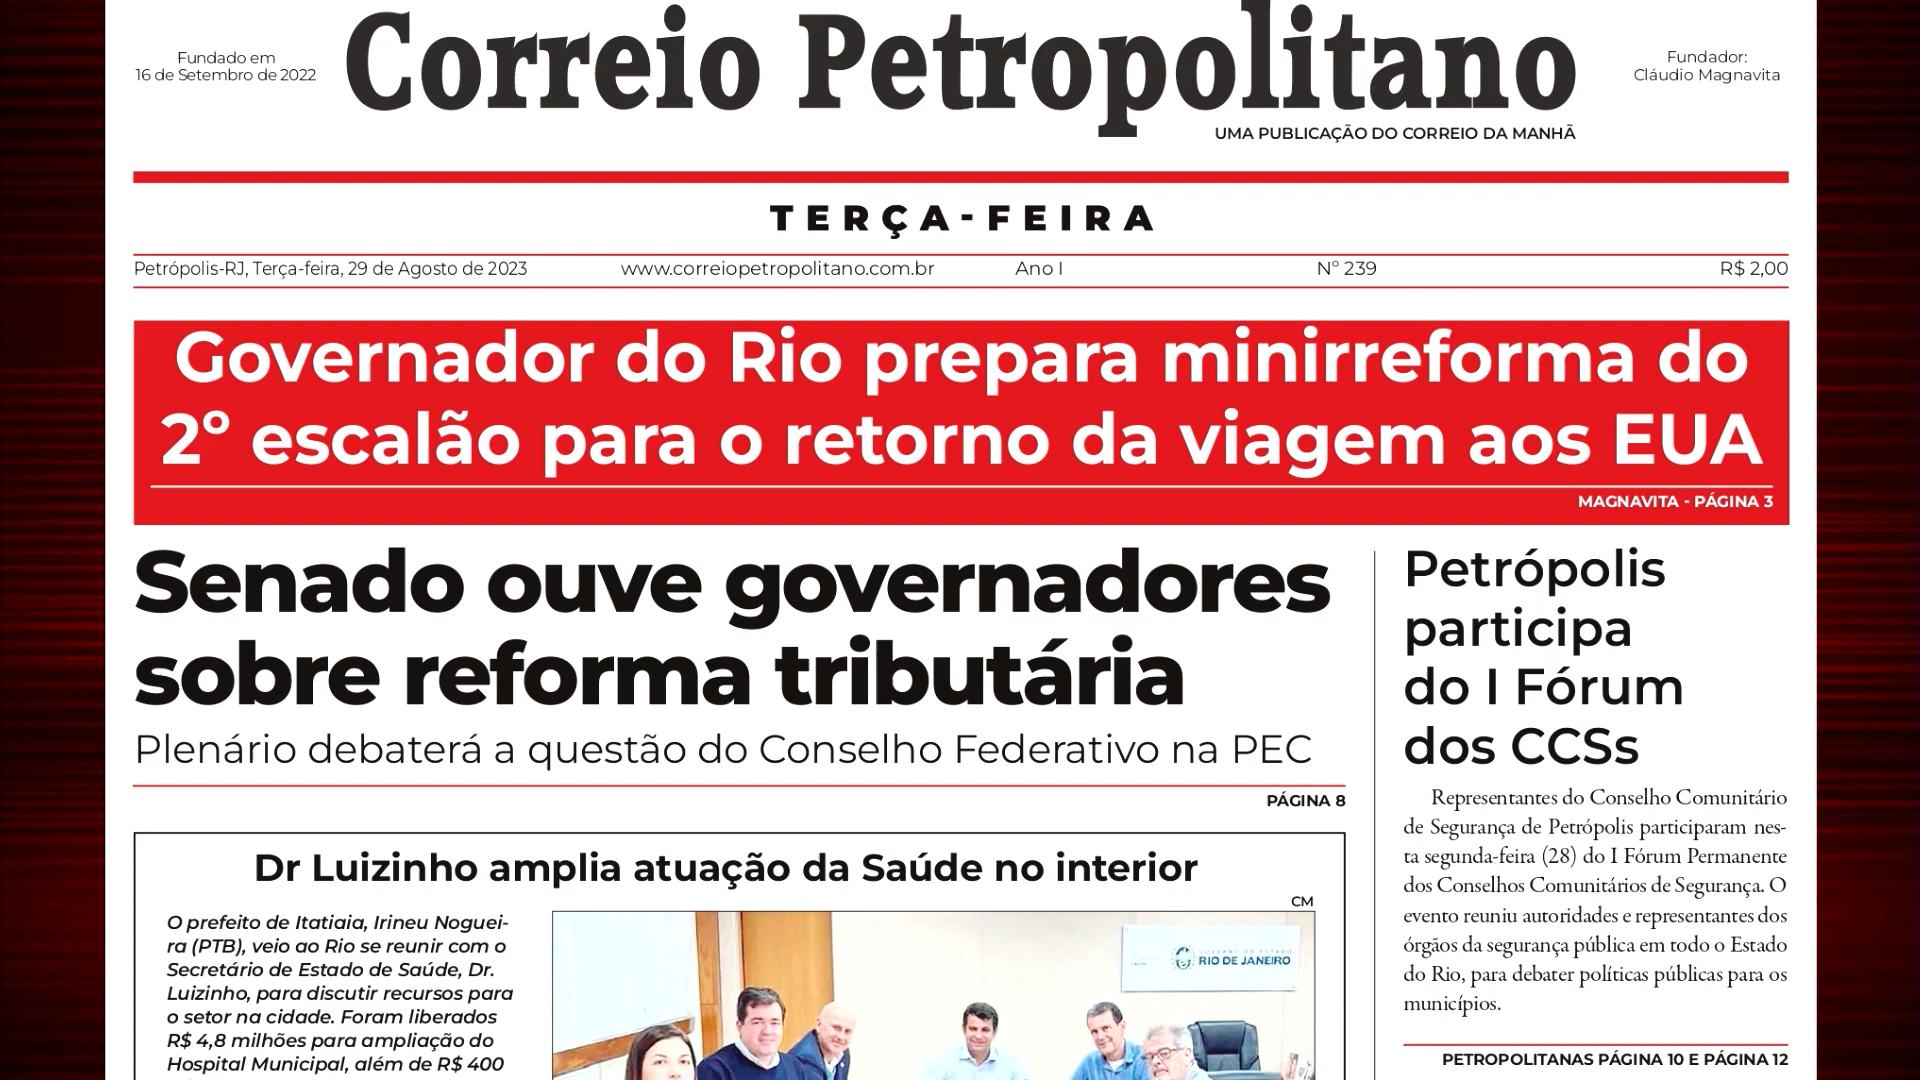 Fundado em
16 de Setembro de 2022
Correio Petropolitano
Fundador:
Cláudio Magnavita
UMA PUBLICAÇÃO DO CORREIO DA MANHÃ
TERÇA-FEIRA
Petrópolis-RJ, Terça-feira, 29 de Agosto de 2023 www.correiopetropolitano.com.br Ano I Nº 239 R$ 2,00
Governador do Rio prepara minirreforma do
2º escalão para o retorno da viagem aos EUA
MAGNAVITA - PÁGINA 3
Senado ouve governadores
sobre reforma tributária
Plenário debaterá a questão do Conselho Federativo na PEC
PÁGINA 8
Dr Luizinho amplia atuação da Saúde no interior
CM
O prefeito de Itatiaia, Irineu Noguei-
ra (PTB), veio ao Rio se reunir com o
Secretário de Estado de Saúde, Dr.
Luizinho, para discutir recursos para
o setor na cidade. Foram liberados
R$ 4,8 milhões para ampliação do
Hospital Municipal, além de R$ 400
GOVERNO DO ESTADO
RIO DE JANEIRO
Petrópolis
participa
do I Fórum
dos CCSs
Representantes do Conselho Comunitário
de Segurança de Petrópolis participaram nes-
ta segunda-feira (28) do I Fórum Permanente
dos Conselhos Comunitários de Segurança. O
evento reuniu autoridades e representantes dos
órgãos da segurança pública em todo o Estado
do Rio, para debater políticas públicas para os
municípios.
PETROPOLITANAS PÁGINA 10 E PÁGINA 12